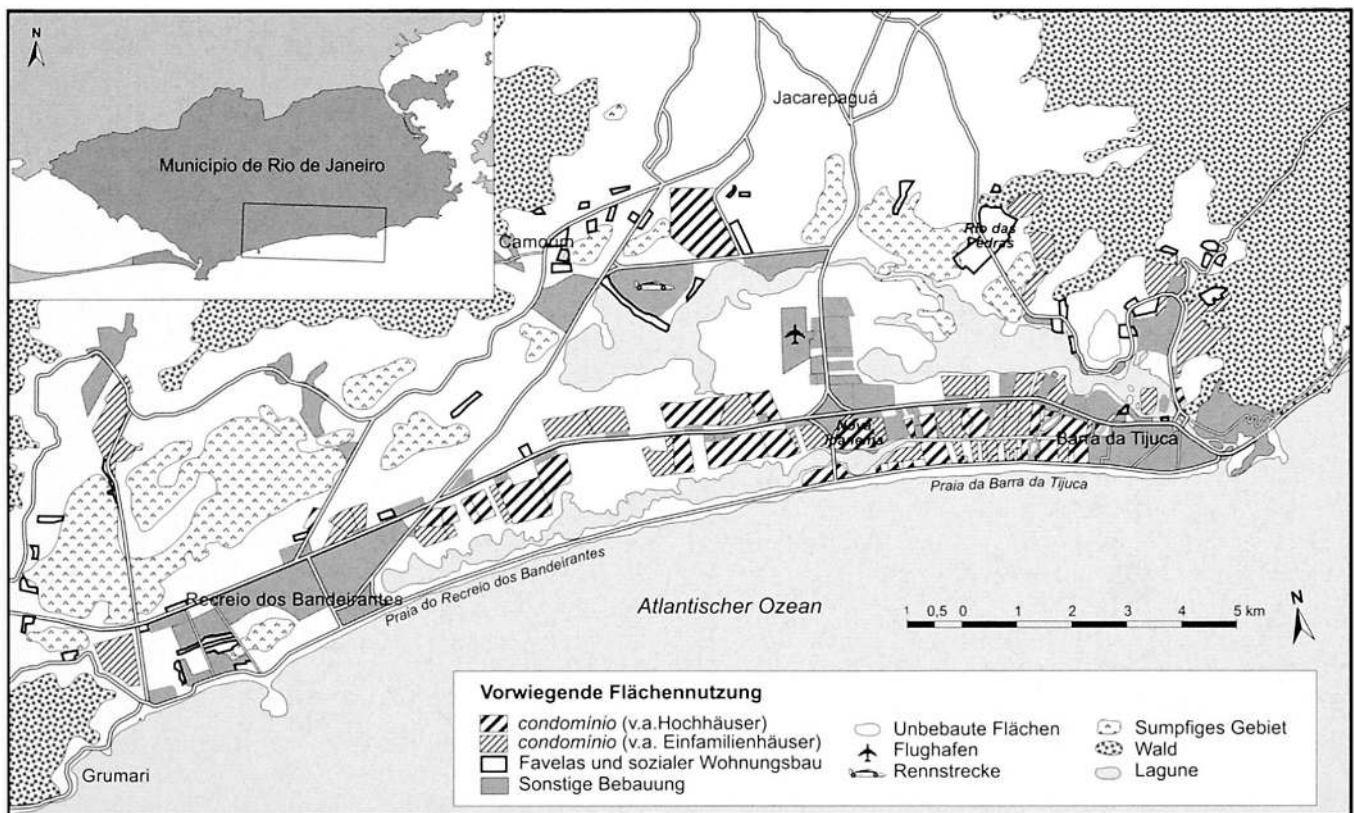 N
Municipio de Rio de Janeiro
Jacarepaguá
Camourim
Rio das
Pedras
Nova
Ipanema
Barra da Tijuca
Praia da Barra da Tijuca
Praia do Recreio dos Bandeirantes
Recreio dos Bandeirantes
Atlantischer Ozean
1 0,5 0 1 2 3 4 5 km
N
Grumari
Vorwiegende Flächennutzung
condomínio (v.a.Hochhäuser)
condomínio (v.a. Einfamilienhäuser)
Favelas und sozialer Wohnungsbau
Sonstige Bebauung
Unbebaute Flächen
Flughafen
Rennstrecke
Sumpfiges Gebiet
Wald
Lagune